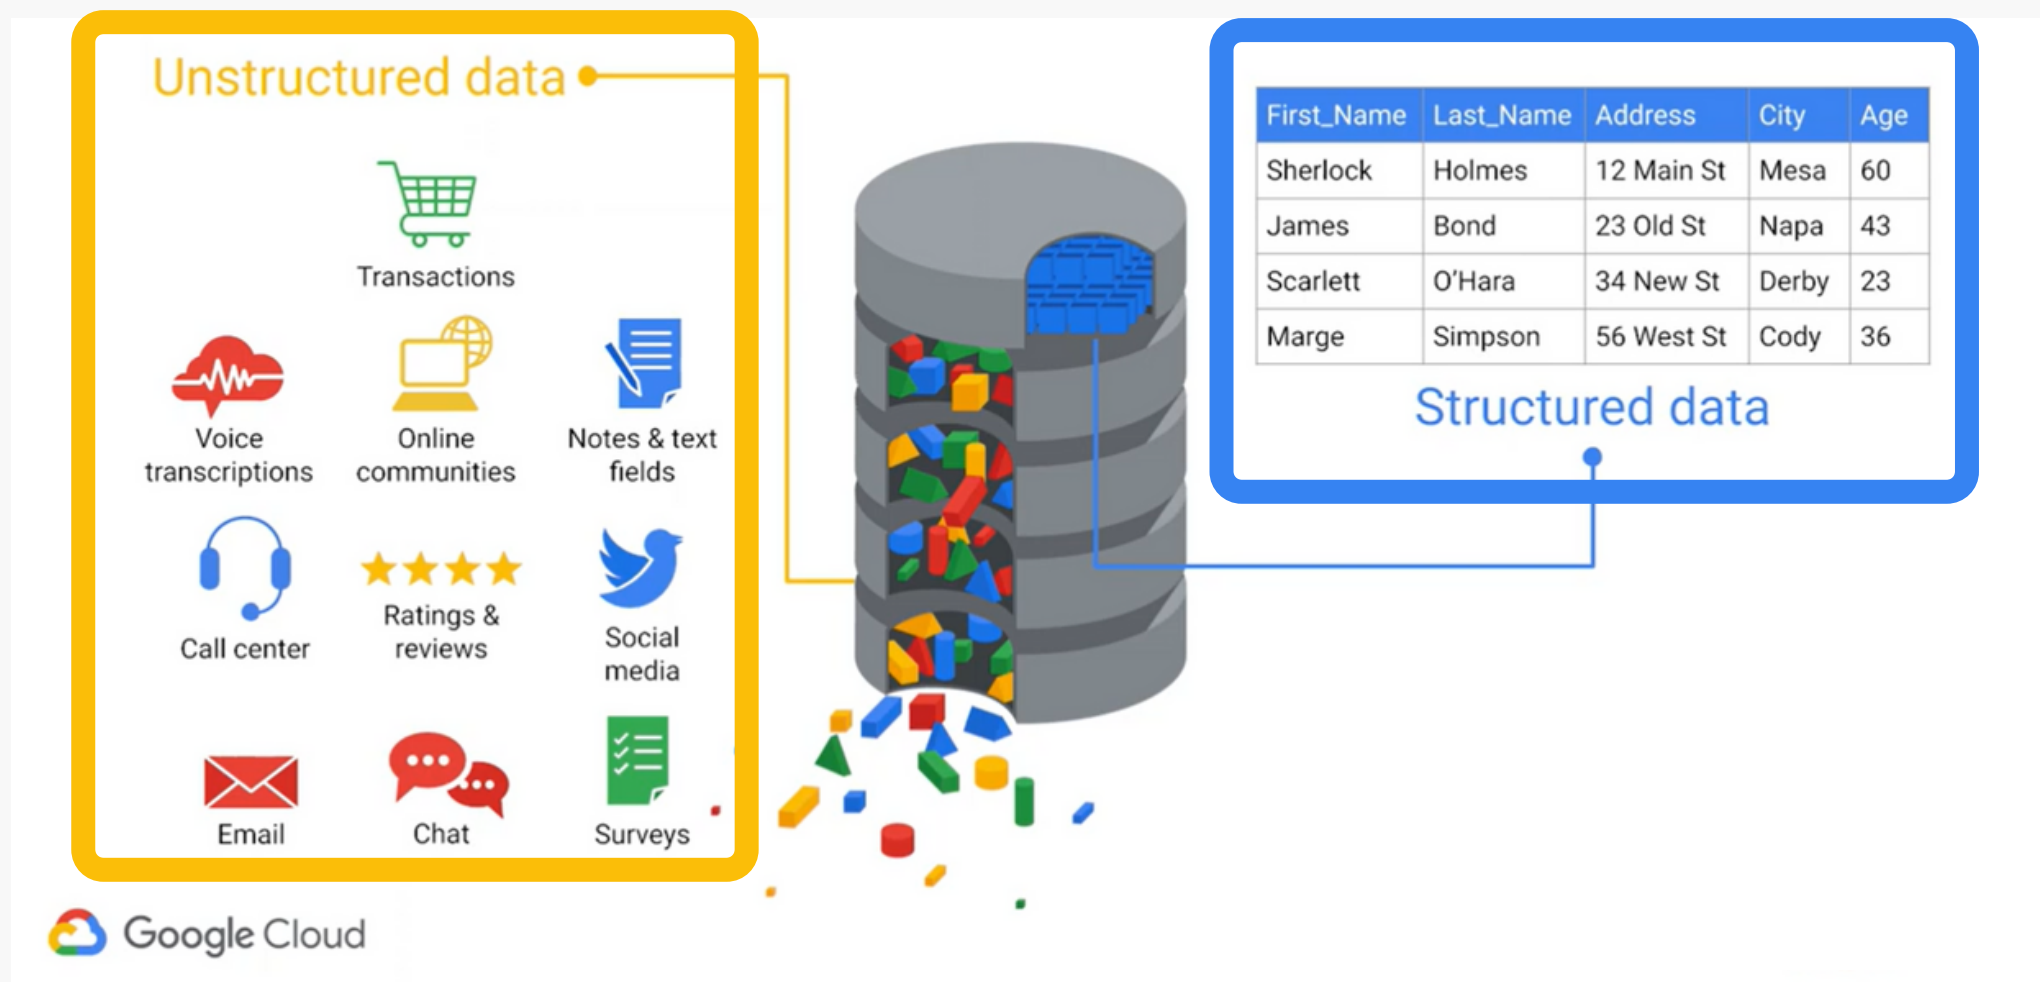 Unstructured data
Transactions
Voice
transcriptions
Online
communities
Notes & text
fields
Call center
Ratings &
reviews
Social
media
Email
Chat
Surveys
First_Name Last_Name Address City Age
Sherlock Holmes 12 Main St Mesa 60
James Bond 23 Old St Napa 43
Scarlett O'Hara 34 New St Derby 23
Marge Simpson 56 West St Cody 36
Structured data
Google Cloud